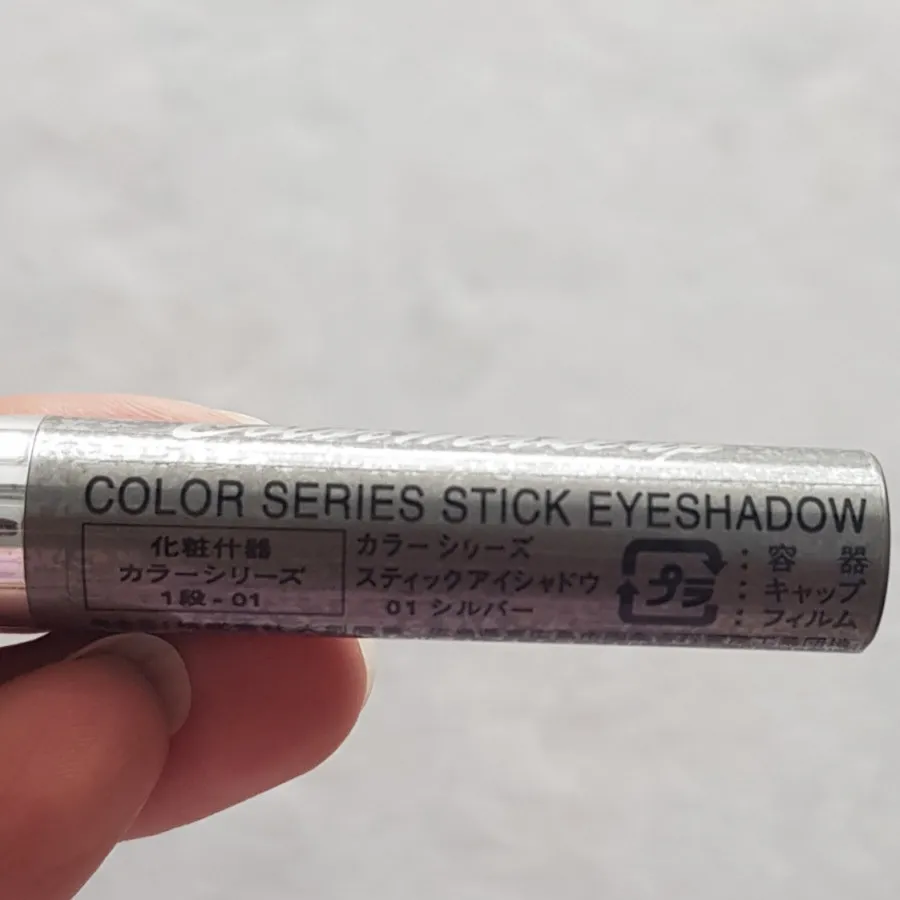 COLOR SERIES STICK EYESHADOW
化粧什器
カラーシリーズ
1段-01
カラーシリーズ
スティックアイシャドウ
01 シルバー
プラ
：容器
：キャップ
：フィルム